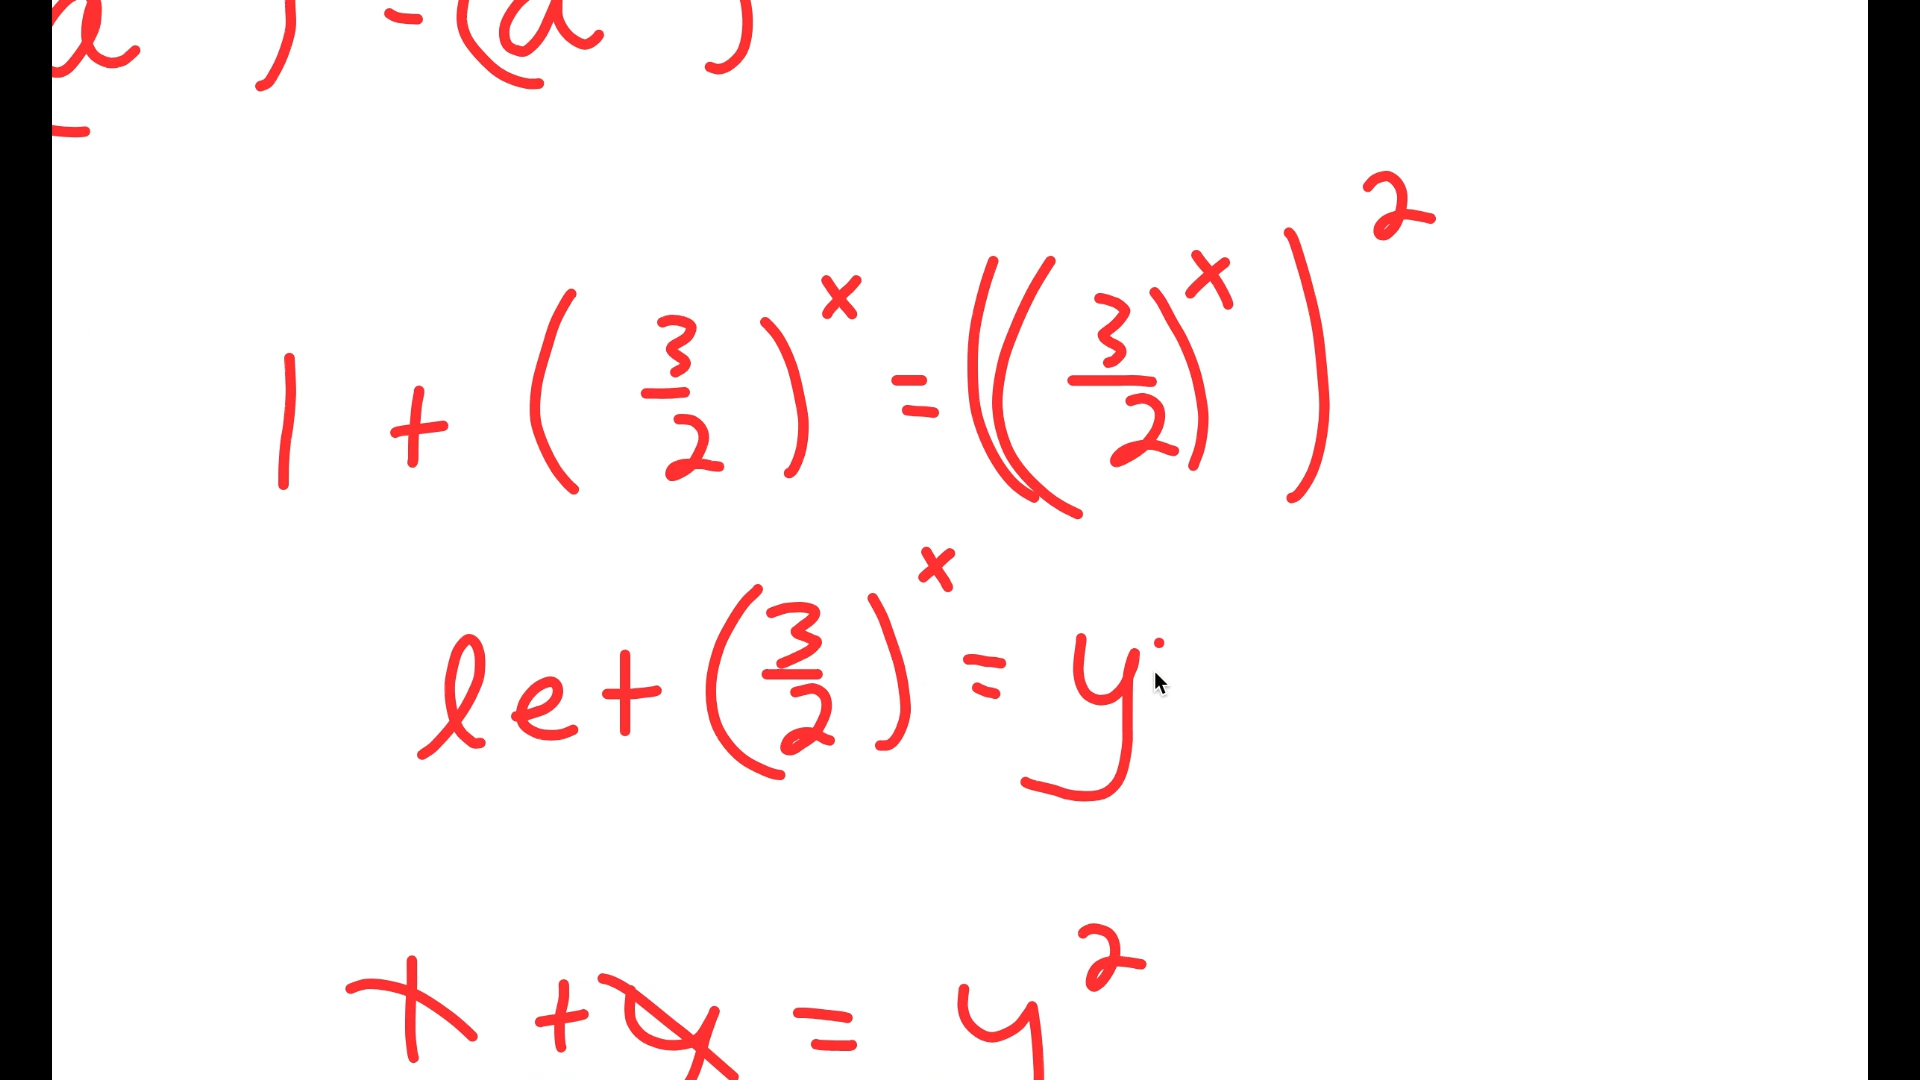 a ) = (a )
1 + (3/2)^x = ((3/2)^x)^2
let (3/2)^x = y
1 + y = y^2